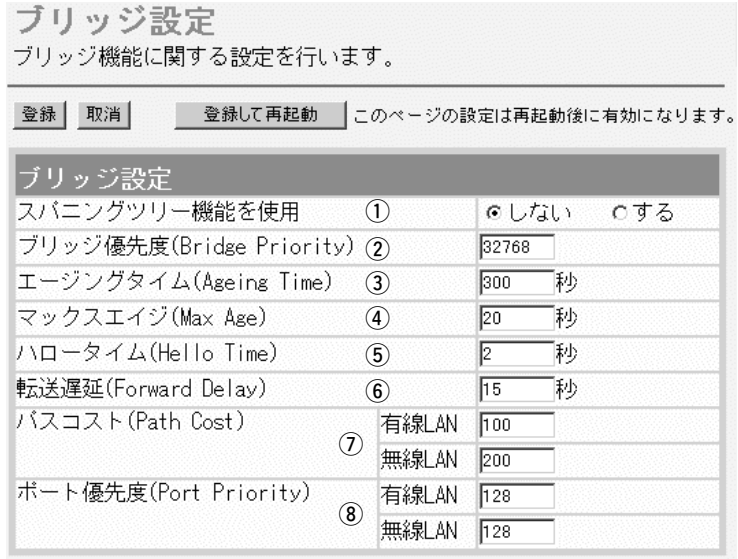 ブリッジ設定
ブリッジ機能に関する設定を行います。
登録 取消 登録して再起動 このページの設定は再起動後に有効になります。
ブリッジ設定
スパニングツリー機能を使用 ① しない する
ブリッジ優先度(Bridge Priority) ② 32768
エージングタイム(Ageing Time) ③ 300 秒
マックスエイジ(Max Age) ④ 20 秒
ハロータイム(Hello Time) ⑤ 2 秒
転送遅延(Forward Delay) ⑥ 15 秒
パスコスト(Path Cost) ⑦ 有線LAN 100
無線LAN 200
ポート優先度(Port Priority) ⑧ 有線LAN 128
無線LAN 128